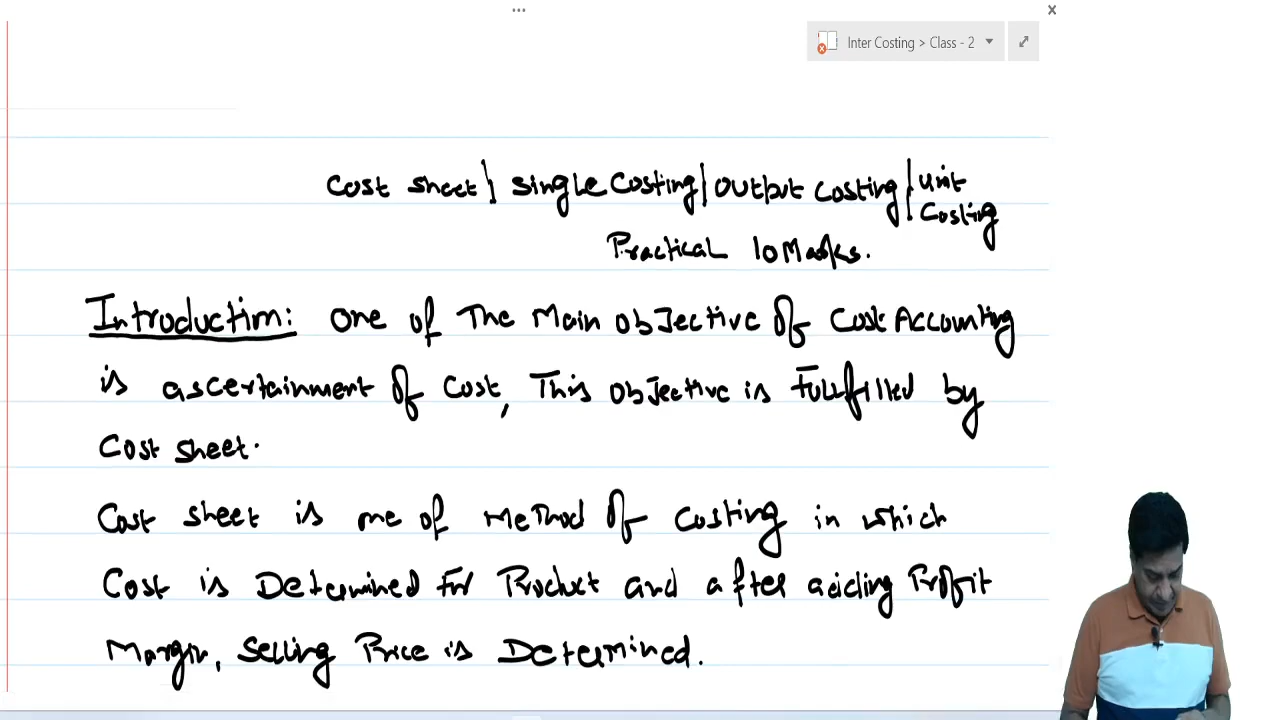 Inter Costing > Class - 2
Cost sheet | single Costing | output costing | unit Costing
Practical 10 Marks.
Introduction: One of The Main objective of Cost Accounting
is ascertainment of cost, This objective is Fullfilled by
Cost sheet.
Cost sheet is one of Method of Costing in which
Cost is Determined for Product and after adding Profit
Margin, Selling Price is Determined.